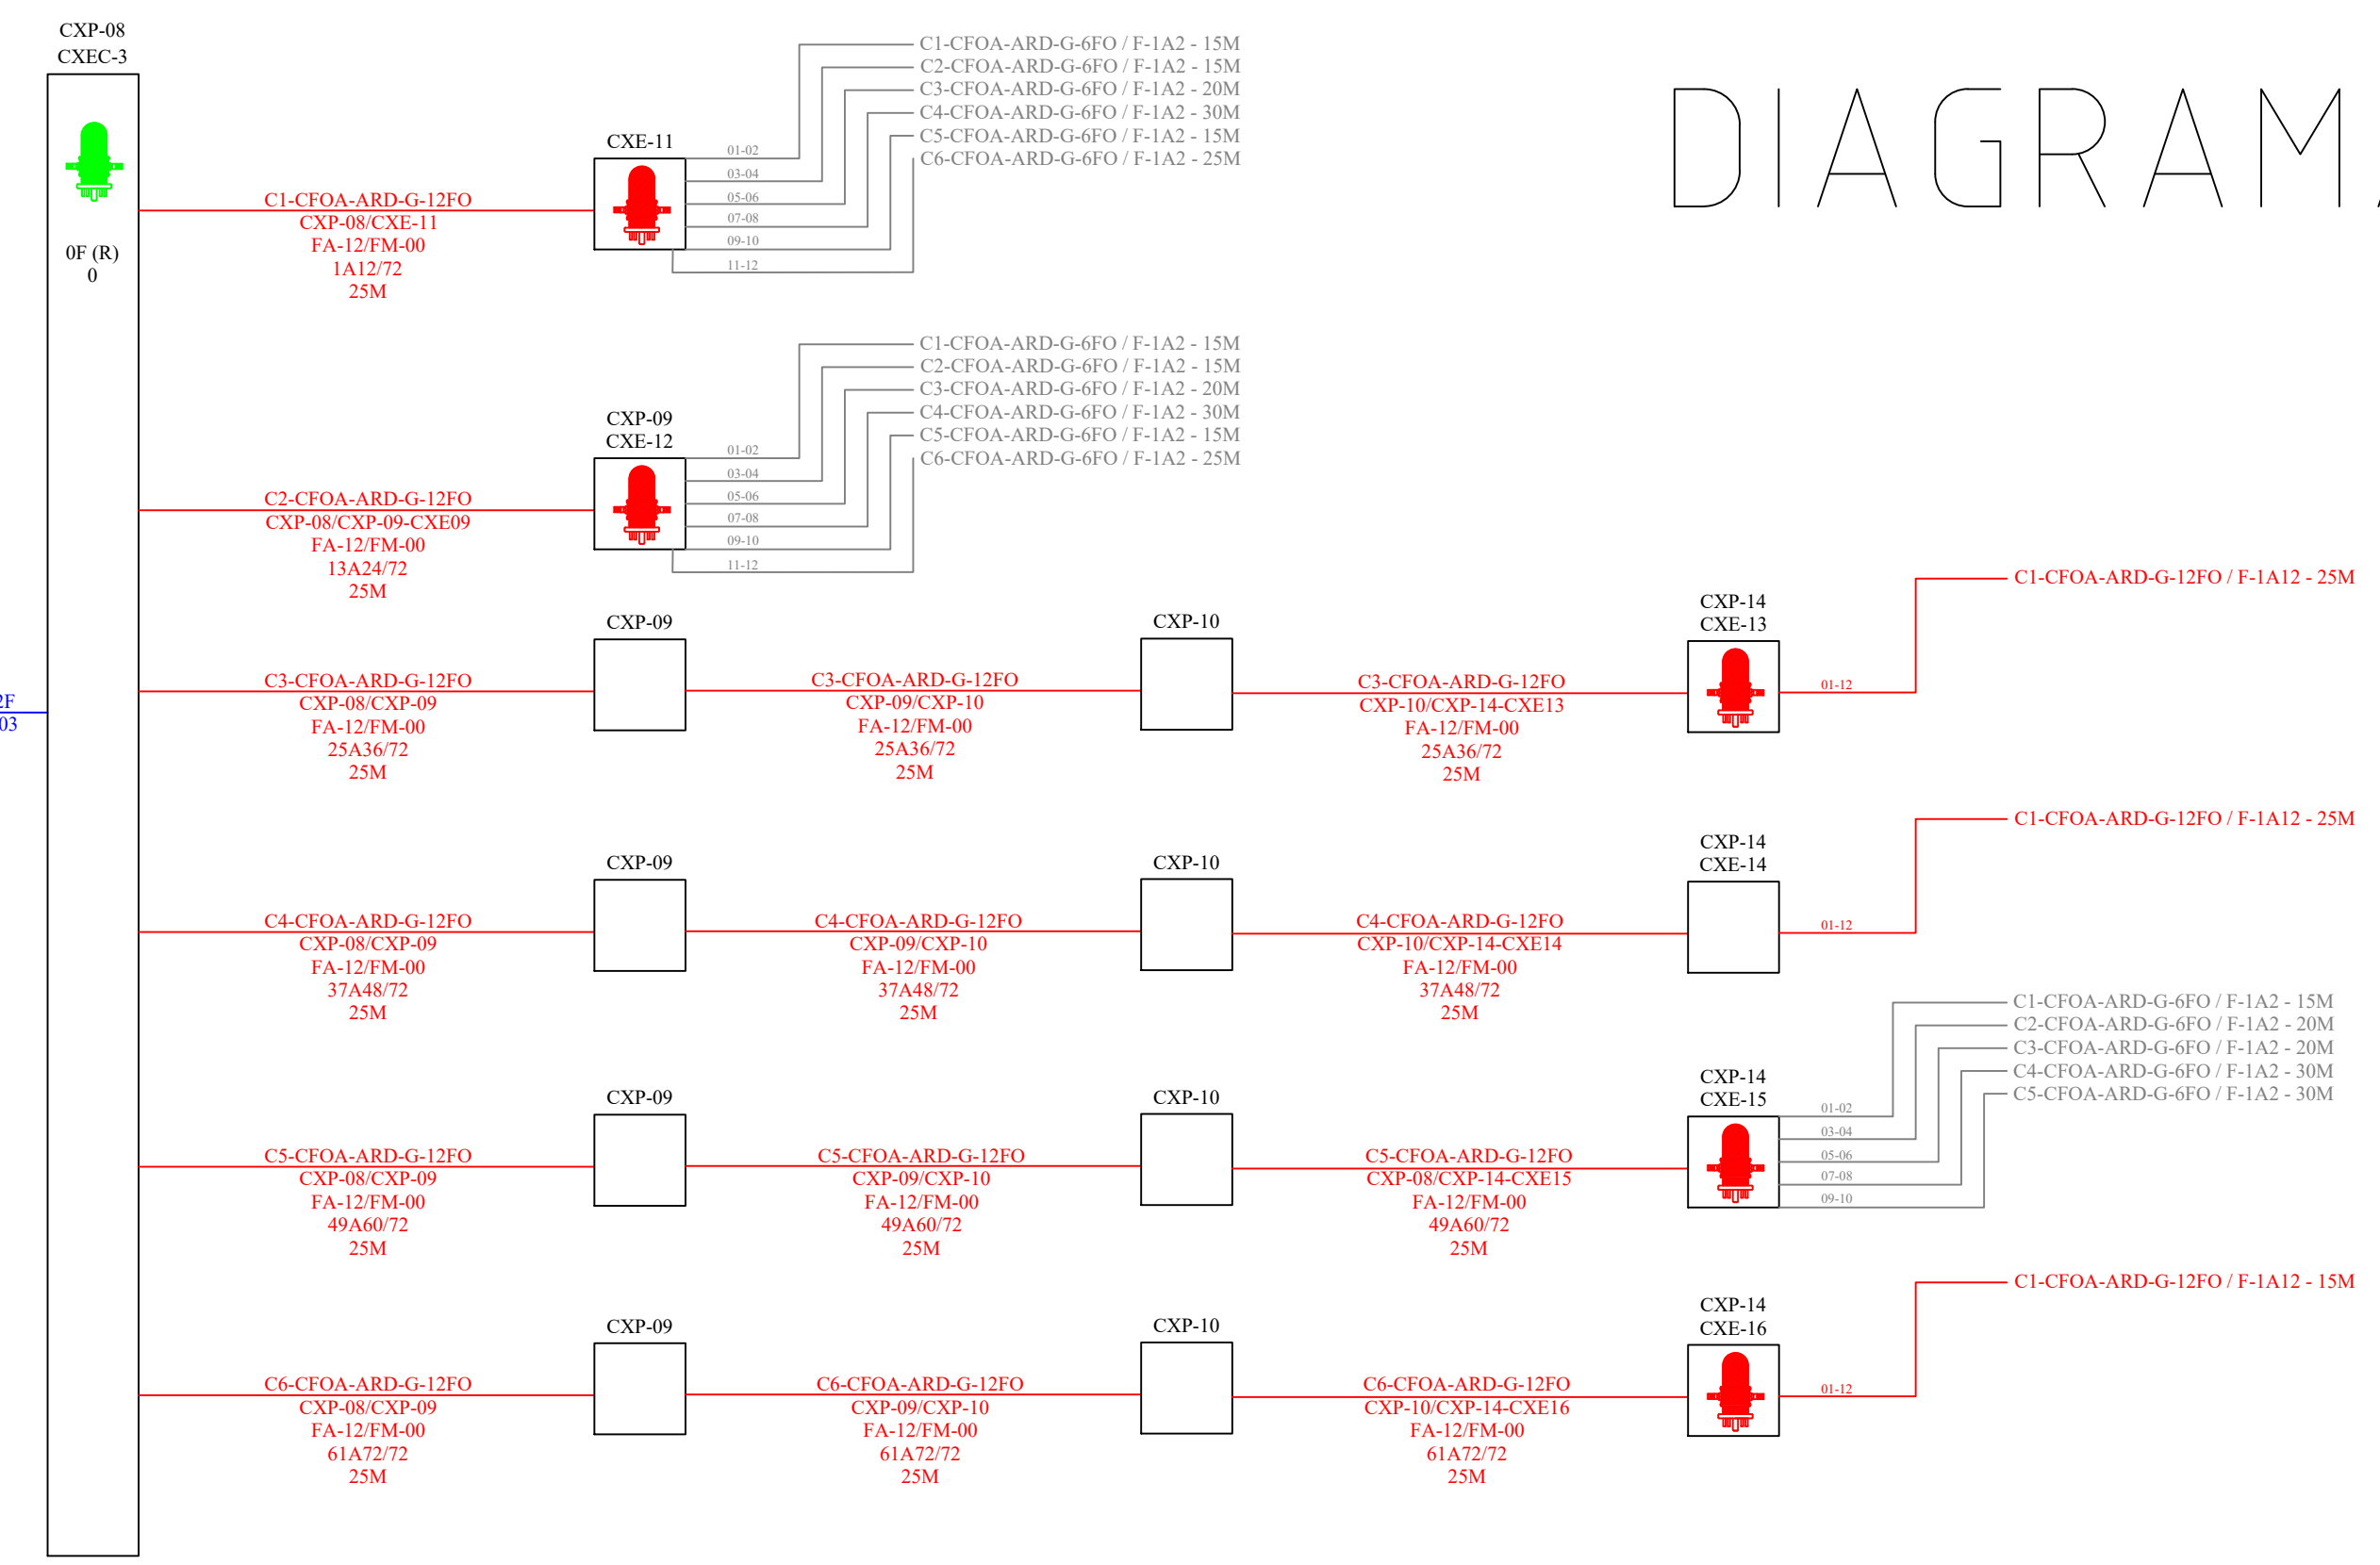 CXP-08
CXEC-3
0F (R)
0
2F
03
DIAGRAMA
C1-CFOA-ARD-G-12FO
CXP-08/CXE-11
FA-12/FM-00
1A12/72
25M
CXE-11
01-02
03-04
05-06
07-08
09-10
11-12
C1-CFOA-ARD-G-6FO / F-1A2 - 15M
C2-CFOA-ARD-G-6FO / F-1A2 - 15M
C3-CFOA-ARD-G-6FO / F-1A2 - 20M
C4-CFOA-ARD-G-6FO / F-1A2 - 30M
C5-CFOA-ARD-G-6FO / F-1A2 - 15M
C6-CFOA-ARD-G-6FO / F-1A2 - 25M
C2-CFOA-ARD-G-12FO
CXP-08/CXP-09-CXE09
FA-12/FM-00
13A24/72
25M
CXP-09
CXE-12
01-02
03-04
05-06
07-08
09-10
11-12
C1-CFOA-ARD-G-6FO / F-1A2 - 15M
C2-CFOA-ARD-G-6FO / F-1A2 - 15M
C3-CFOA-ARD-G-6FO / F-1A2 - 20M
C4-CFOA-ARD-G-6FO / F-1A2 - 30M
C5-CFOA-ARD-G-6FO / F-1A2 - 15M
C6-CFOA-ARD-G-6FO / F-1A2 - 25M
C3-CFOA-ARD-G-12FO
CXP-08/CXP-09
FA-12/FM-00
25A36/72
25M
CXP-09
C3-CFOA-ARD-G-12FO
CXP-09/CXP-10
FA-12/FM-00
25A36/72
25M
CXP-10
C3-CFOA-ARD-G-12FO
CXP-10/CXP-14-CXE13
FA-12/FM-00
25A36/72
25M
CXP-14
CXE-13
01-12
C1-CFOA-ARD-G-12FO / F-1A12 - 25M
C4-CFOA-ARD-G-12FO
CXP-08/CXP-09
FA-12/FM-00
37A48/72
25M
CXP-09
C4-CFOA-ARD-G-12FO
CXP-09/CXP-10
FA-12/FM-00
37A48/72
25M
CXP-10
C4-CFOA-ARD-G-12FO
CXP-10/CXP-14-CXE14
FA-12/FM-00
37A48/72
25M
CXP-14
CXE-14
01-12
C1-CFOA-ARD-G-12FO / F-1A12 - 25M
C5-CFOA-ARD-G-12FO
CXP-08/CXP-09
FA-12/FM-00
49A60/72
25M
CXP-09
C5-CFOA-ARD-G-12FO
CXP-09/CXP-10
FA-12/FM-00
49A60/72
25M
CXP-10
C5-CFOA-ARD-G-12FO
CXP-08/CXP-14-CXE15
FA-12/FM-00
49A60/72
25M
CXP-14
CXE-15
01-02
03-04
05-06
07-08
09-10
C1-CFOA-ARD-G-6FO / F-1A2 - 15M
C2-CFOA-ARD-G-6FO / F-1A2 - 20M
C3-CFOA-ARD-G-6FO / F-1A2 - 20M
C4-CFOA-ARD-G-6FO / F-1A2 - 30M
C5-CFOA-ARD-G-6FO / F-1A2 - 30M
C6-CFOA-ARD-G-12FO
CXP-08/CXP-09
FA-12/FM-00
61A72/72
25M
CXP-09
C6-CFOA-ARD-G-12FO
CXP-09/CXP-10
FA-12/FM-00
61A72/72
25M
CXP-10
C6-CFOA-ARD-G-12FO
CXP-10/CXP-14-CXE16
FA-12/FM-00
61A72/72
25M
CXP-14
CXE-16
01-12
C1-CFOA-ARD-G-12FO / F-1A12 - 15M